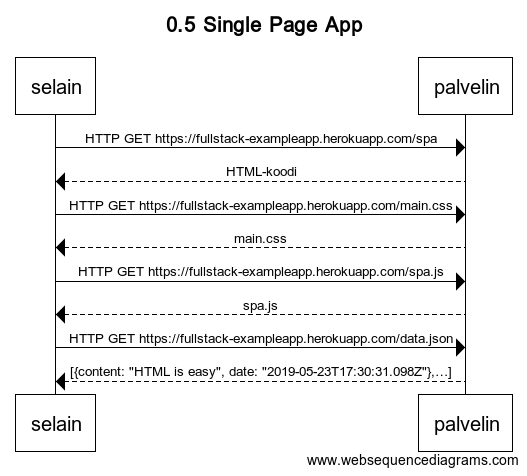 0.5 Single Page App
selain
palvelin
HTTP GET https://fullstack-exampleapp.herokuapp.com/spa
HTML-koodi
HTTP GET https://fullstack-exampleapp.herokuapp.com/main.css
main.css
HTTP GET https://fullstack-exampleapp.herokuapp.com/spa.js
spa.js
HTTP GET https://fullstack-exampleapp.herokuapp.com/data.json
[{content: "HTML is easy", date: "2019-05-23T17:30:31.098Z"},...]
selain
palvelin
www.websequencediagrams.com